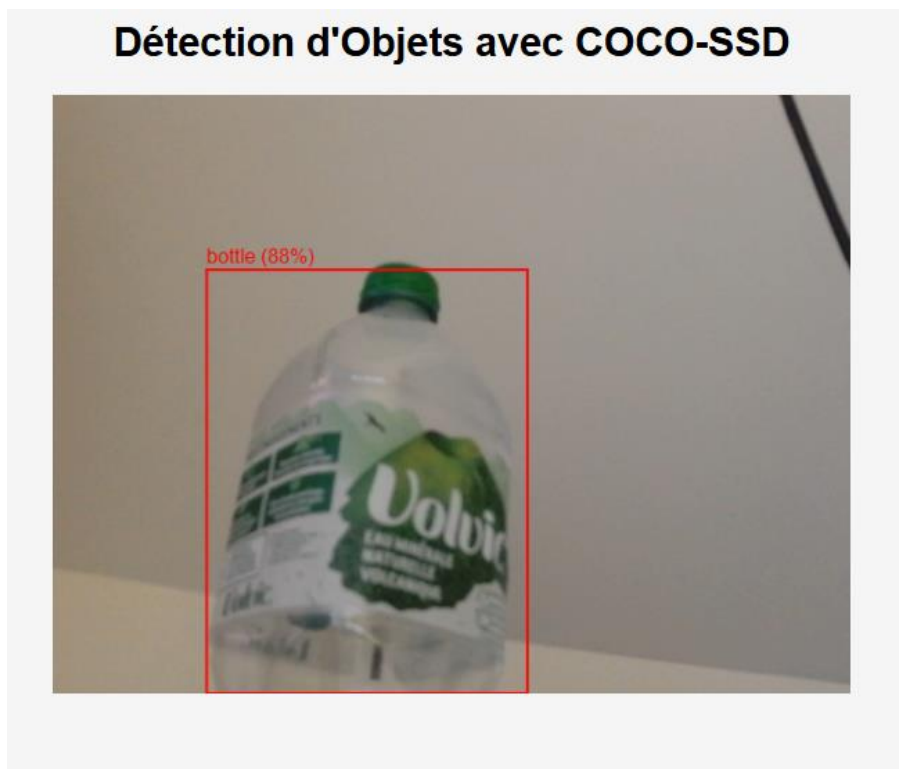 Détection d'Objets avec COCO-SSD
bottle (88%)
Volvic
EAU MINÉRALE
NATURELLE
VOLCANIQUE
Volvic